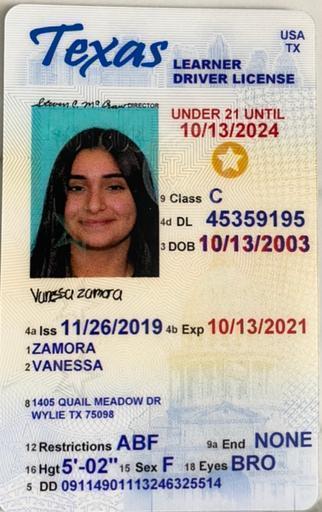 Texas
USA
TX
LEARNER
DRIVER LICENSE
Steven C. McCraw DIRECTOR
UNDER 21 UNTIL
10/13/2024
9 Class C
4d DL 45359195
3 DOB 10/13/2003
Vanessa zamora
4a Iss 11/26/2019 4b Exp 10/13/2021
1 ZAMORA
2 VANESSA
8 1405 QUAIL MEADOW DR
WYLIE TX 75098
12 Restrictions ABF 9a End NONE
16 Hgt 5'-02" 15 Sex F 18 Eyes BRO
5 DD 09114901113246325514